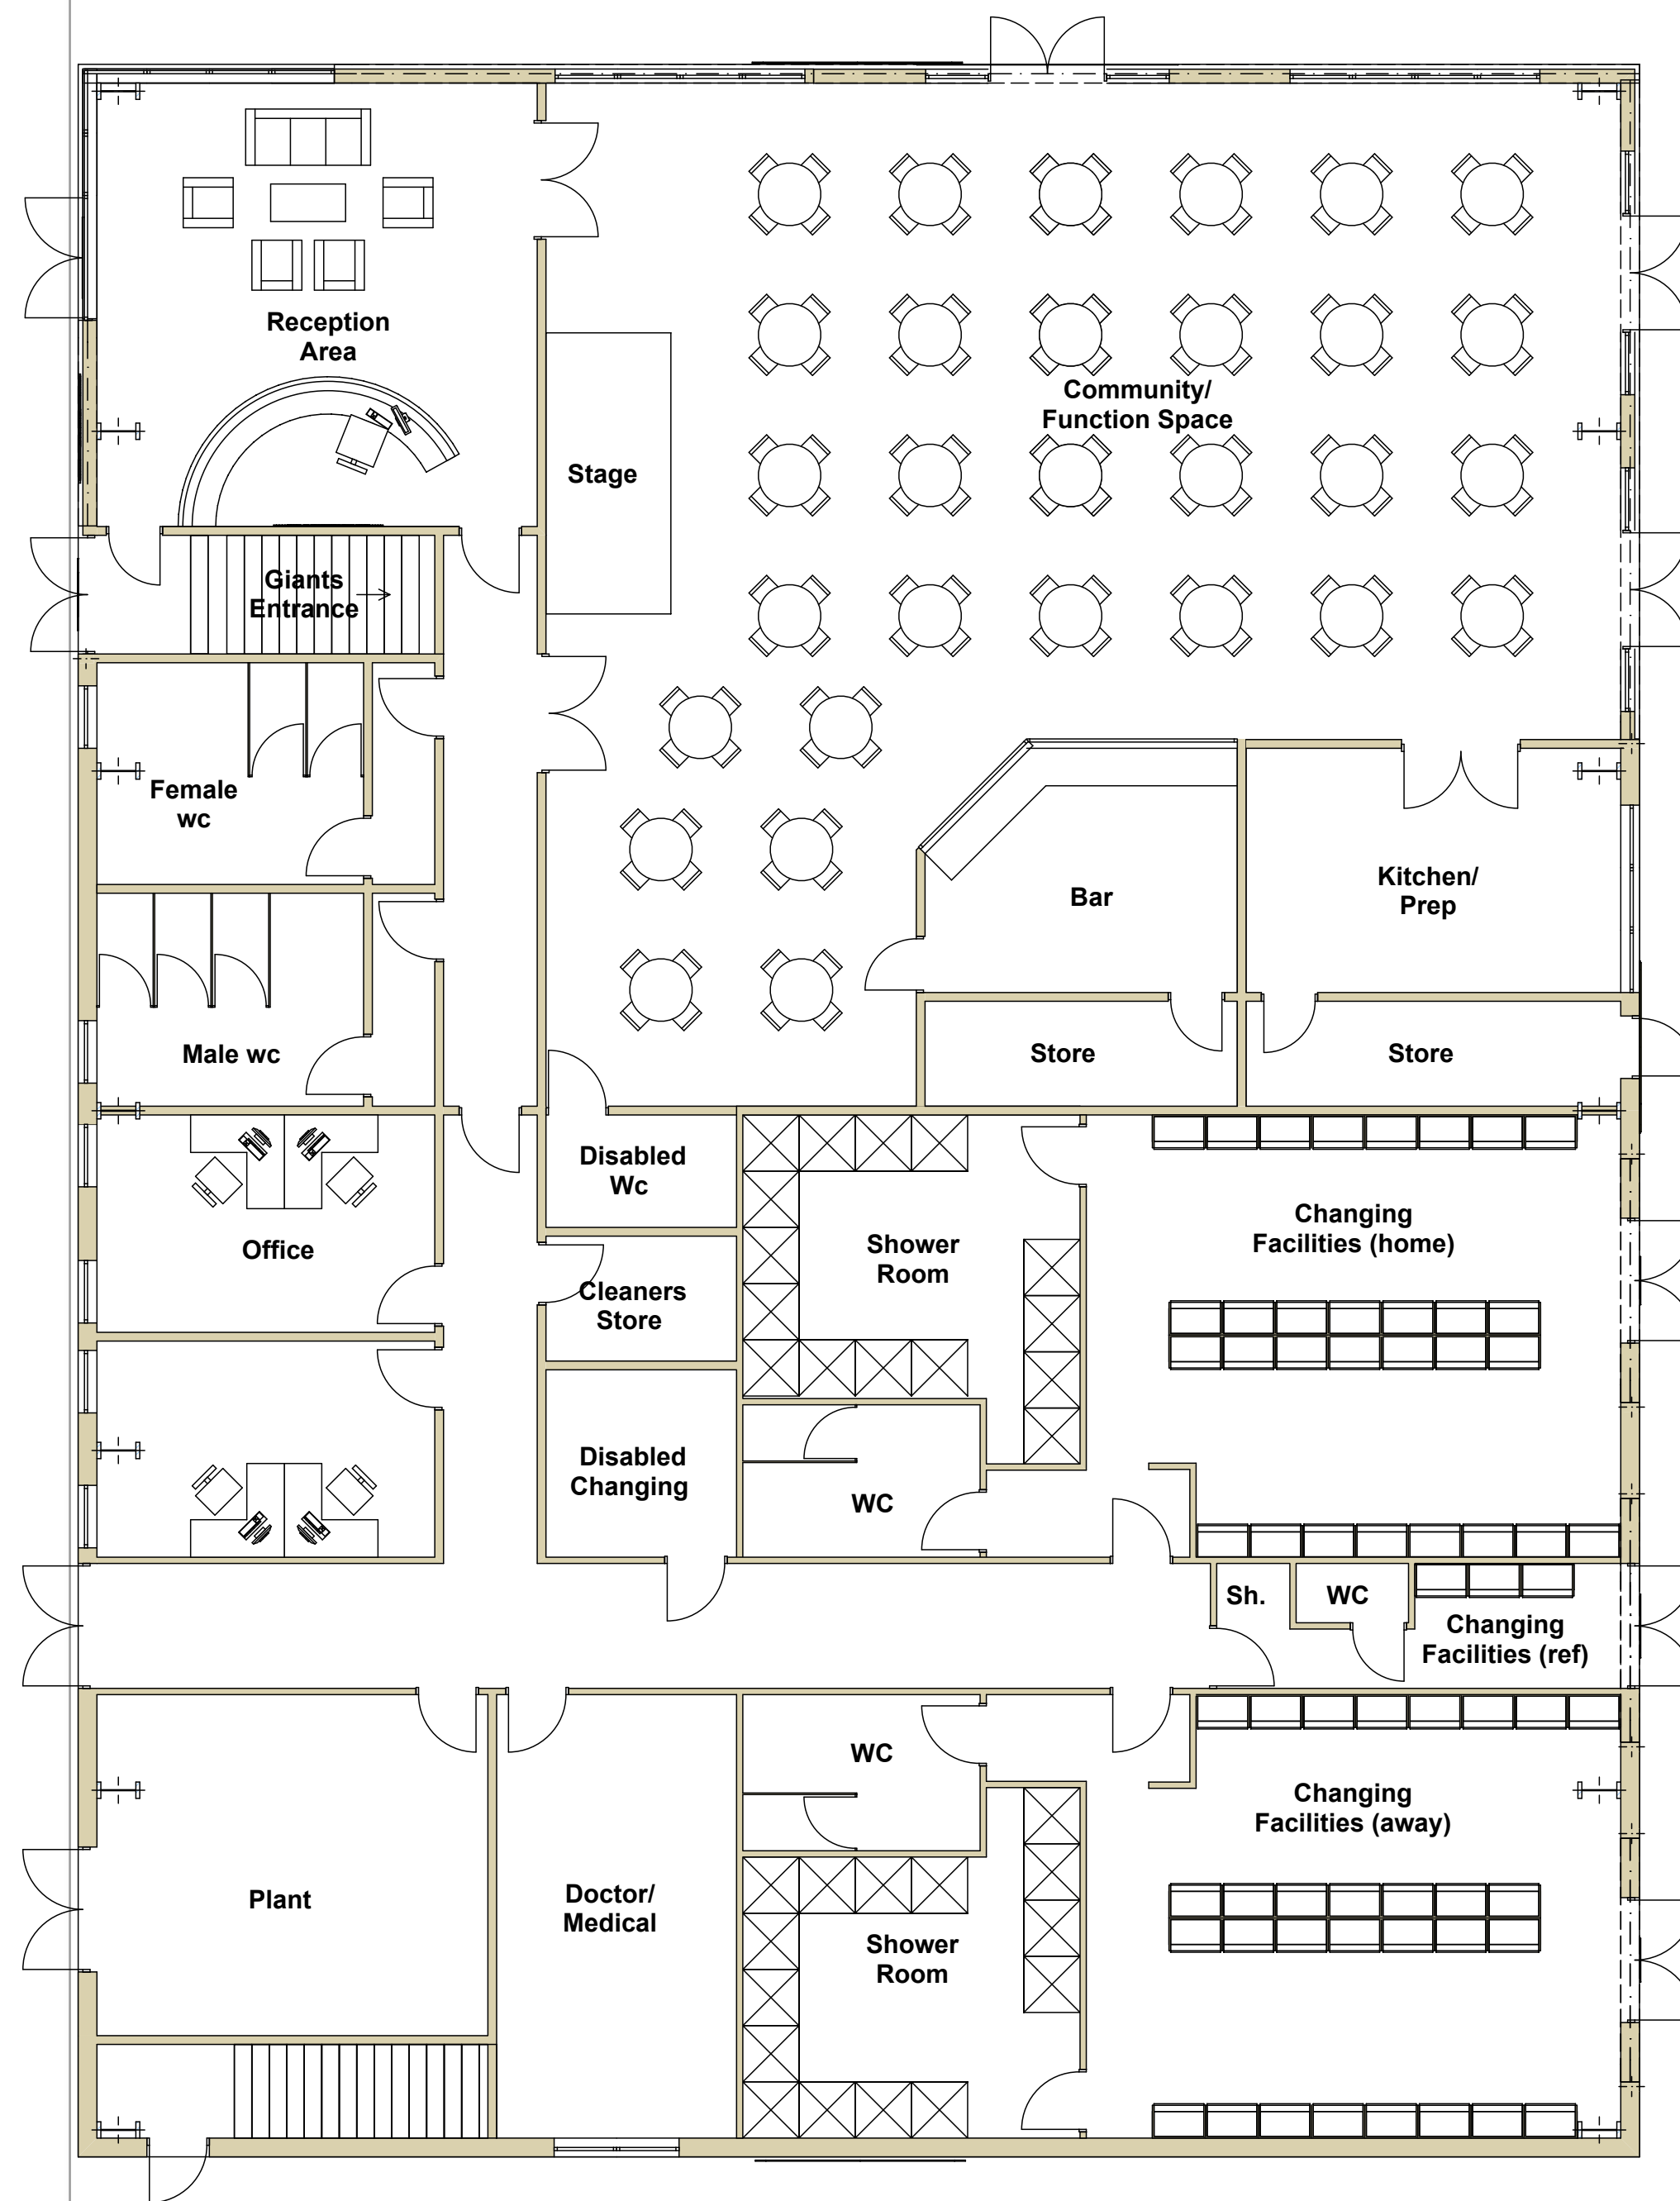 Reception
Area
Community/
Function Space
Stage
Giants
Entrance
Female
wc
Bar
Kitchen/
Prep
Male wc
Store
Store
Disabled
Wc
Office
Shower
Room
Changing
Facilities (home)
Cleaners
Store
Disabled
Changing
WC
Sh.
WC
Changing
Facilities (ref)
WC
Changing
Facilities (away)
Plant
Doctor/
Medical
Shower
Room